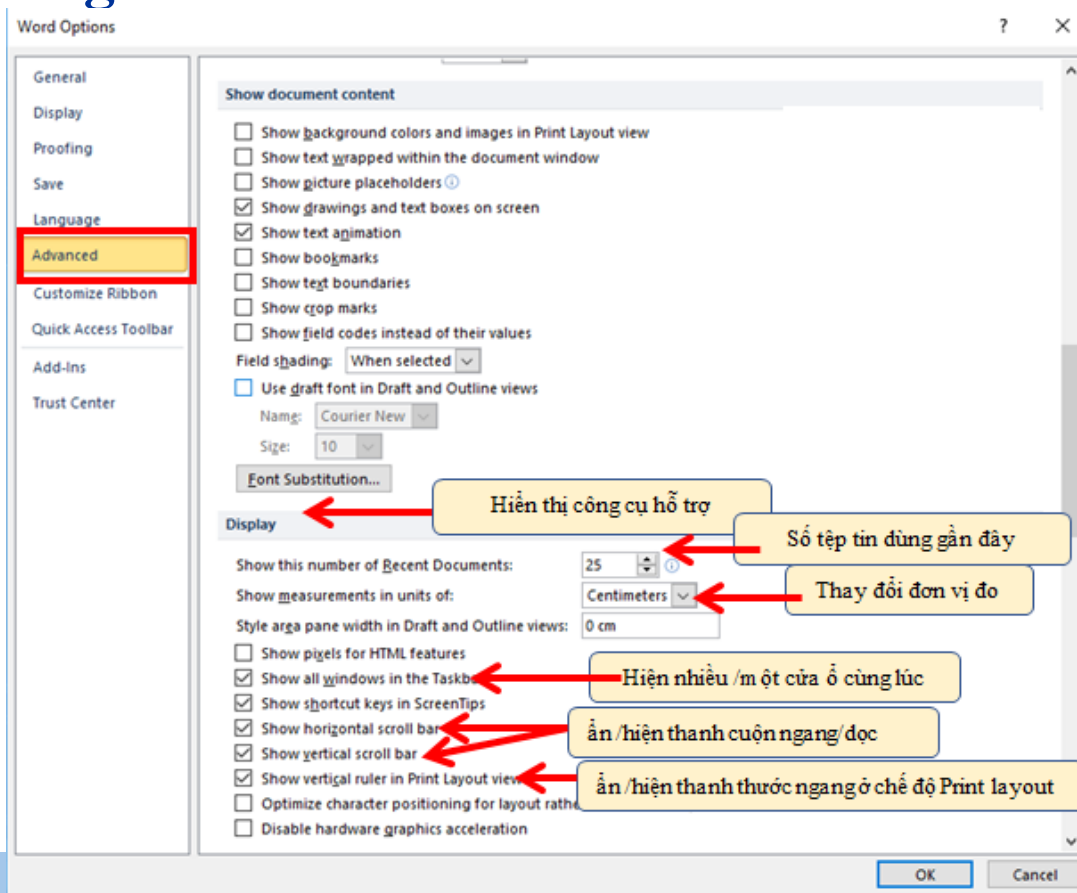 Word Options
General
Display
Proofing
Save
Language
Advanced
Customize Ribbon
Quick Access Toolbar
Add-Ins
Trust Center
Show document content
Show background colors and images in Print Layout view
Show text wrapped within the document window
Show picture placeholders
Show drawings and text boxes on screen
Show text animation
Show bookmarks
Show text boundaries
Show crop marks
Show field codes instead of their values
Field shading: When selected
Use draft font in Draft and Outline views
Name: Courier New
Size: 10
Font Substitution...
Hiển thị công cụ hỗ trợ
Display
Số tệp tin dùng gần đây
Show this number of Recent Documents: 25
Thay đổi đơn vị đo
Show measurements in units of: Centimeters
Style area pane width in Draft and Outline views: 0 cm
Show pixels for HTML features
Show all windows in the Taskb
Hiện nhiều /m ột cửa ổ cùng lúc
Show shortcut keys in ScreenTips
Show horizontal scroll bar
ẩn /hiện thanh cuộn ngang/dọc
Show vertical scroll bar
Show vertical ruler in Print Layout view
ẩn /hiện thanh thước ngang ở chế độ Print layout
Optimize character positioning for layout rathe
Disable hardware graphics acceleration
OK Cancel